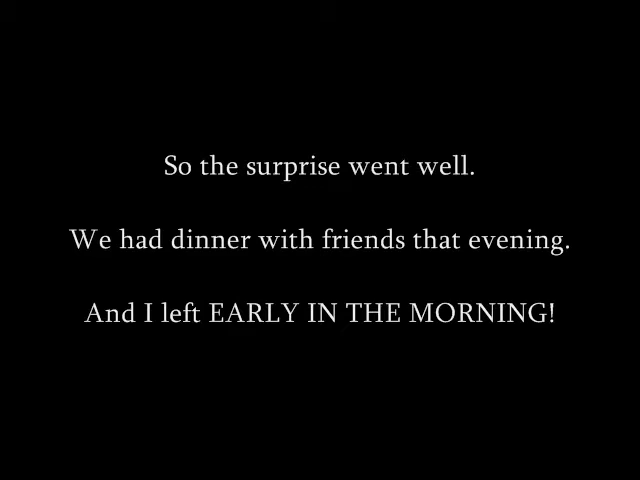 So the surprise went well.
We had dinner with friends that evening.
And I left EARLY IN THE MORNING!